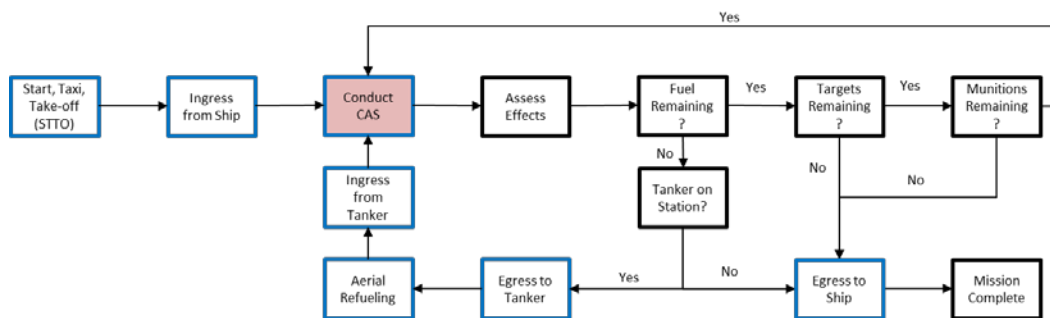 Yes
Start, Taxi,
Take-off
(STTO)
Ingress
from Ship
Conduct
CAS
Assess
Effects
Fuel
Remaining
?
Yes
Targets
Remaining
?
Yes
Munitions
Remaining
?
No
No
No
Ingress
from
Tanker
Tanker on
Station?
Aerial
Refueling
Egress to
Tanker
Yes
No
Egress to
Ship
Mission
Complete